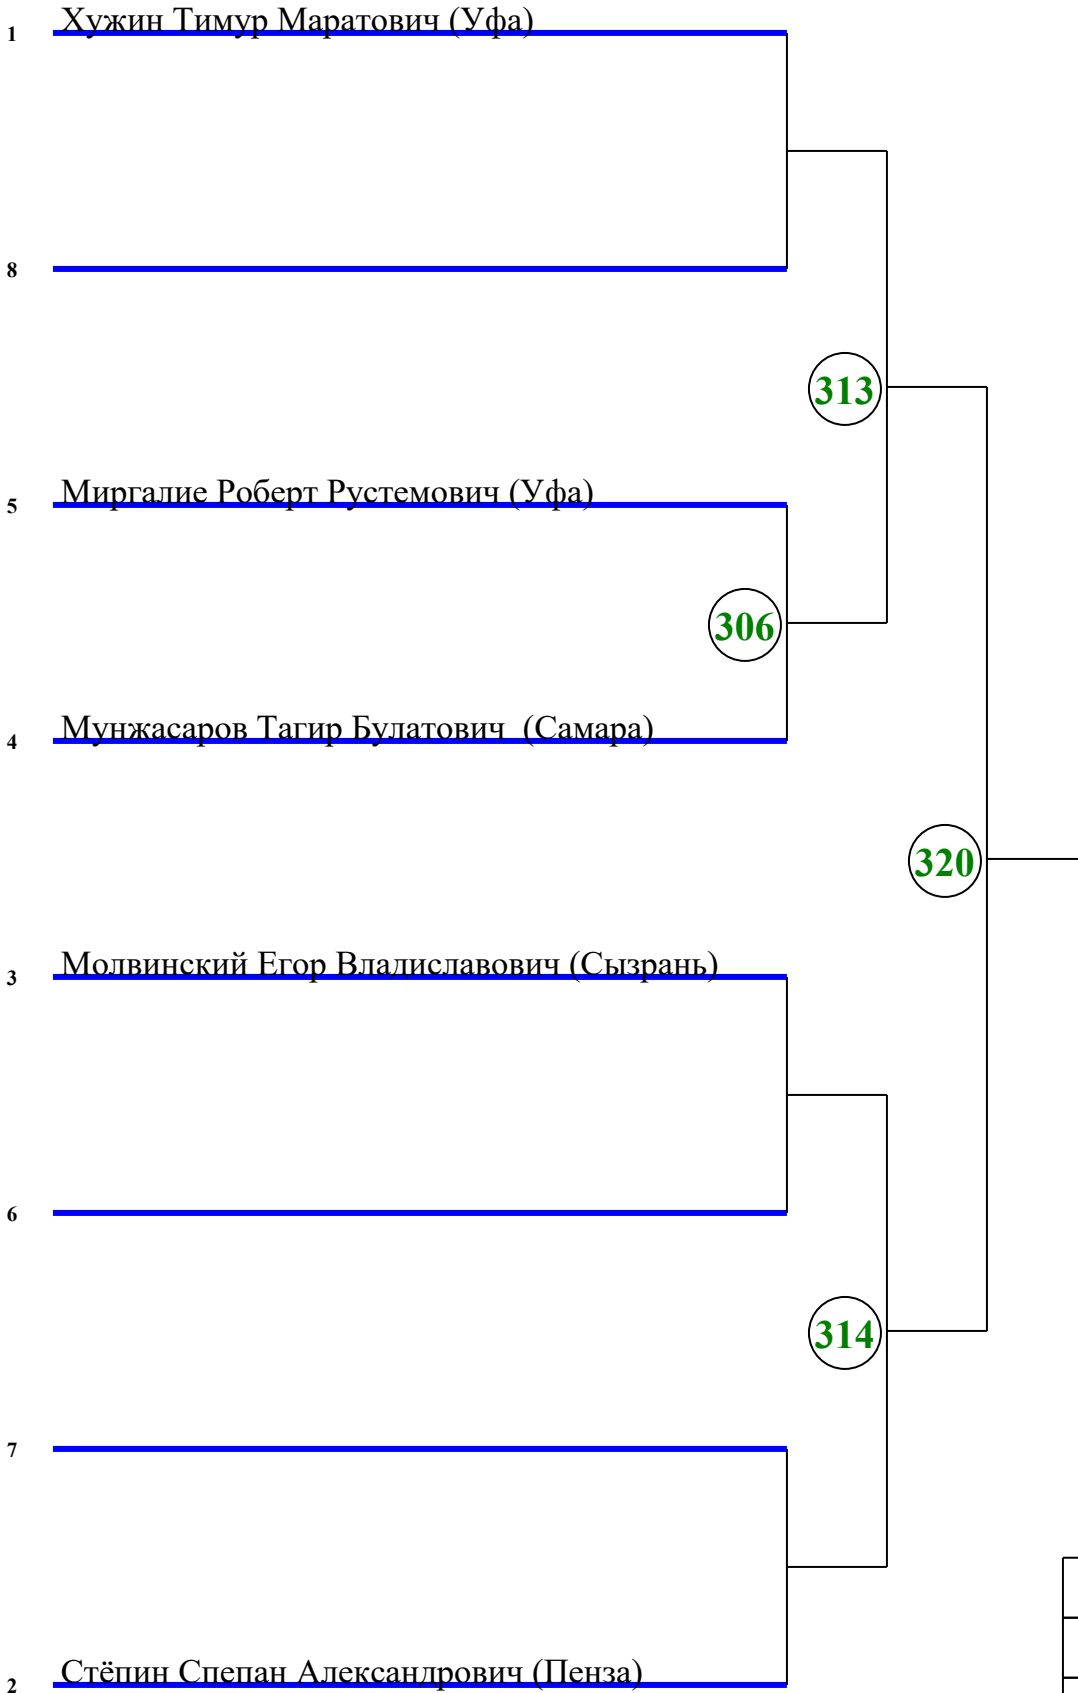 1 Хужин Тимур Маратович (Уфа)
8
313
5 Миргалие Роберт Рустемович (Уфа)
306
4 Мунжасаров Тагир Булатович (Самара)
320
3 Молвинский Егор Владиславович (Сызрань)
6
314
7
2 Стёпин Спепан Александрович (Пенза)